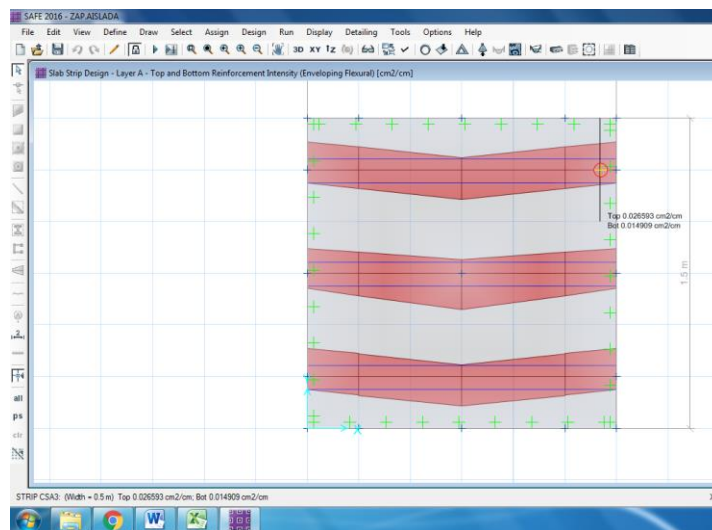 SAFE 2016 - ZAP.AISLADA
File Edit View Define Draw Select Assign Design Run Display Detailing Tools Options Help
3D XY
Slab Strip Design - Layer A - Top and Bottom Reinforcement Intensity (Enveloping Flexural) [cm2/cm]
Top 0.026593 cm2/cm
Bot 0.014909 cm2/cm
1.5 m
X
all
ps
clr
STRIP CSA3: (Width = 0.5 m) Top 0.026593 cm2/cm; Bot 0.014909 cm2/cm